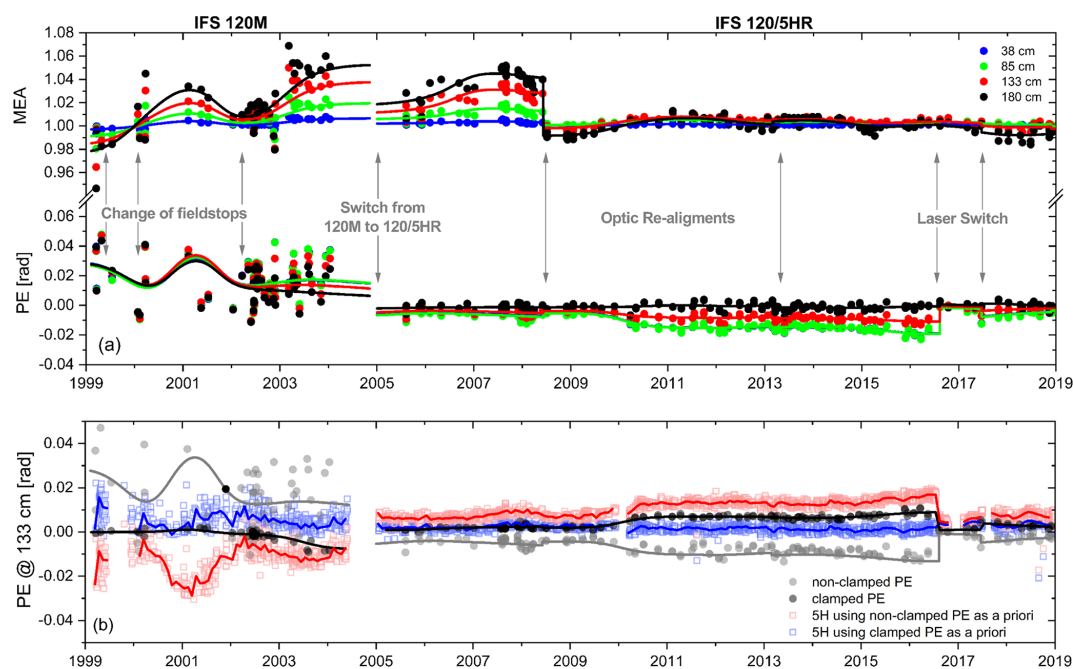 IFS 120M
IFS 120/5HR
1.08
1.06
1.04
1.02
1.00
0.98
0.96
MEA
38 cm
85 cm
133 cm
180 cm
Change of fieldstops
Switch from
120M to 120/5HR
Optic Re-aligments
Laser Switch
0.06
0.04
0.02
0.00
-0.02
-0.04
PE [rad]
(a)
1999
2001
2003
2005
2007
2009
2011
2013
2015
2017
2019
0.04
0.02
0.00
-0.02
-0.04
PE @ 133 cm [rad]
(b)
non-clamped PE
clamped PE
5H using non-clamped PE as a priori
5H using clamped PE as a priori
1999
2001
2003
2005
2007
2009
2011
2013
2015
2017
2019